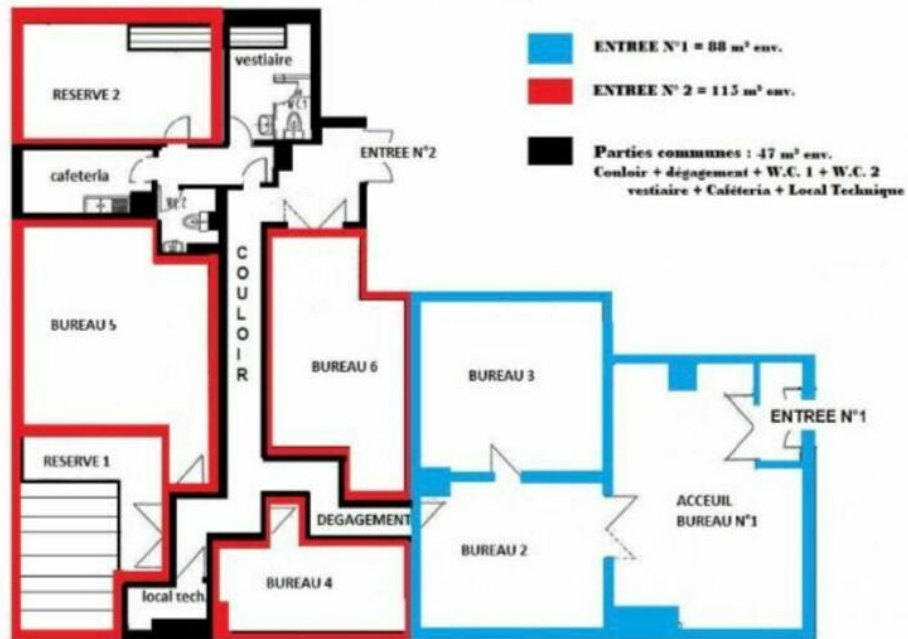 ENTREE N°1 = 88 m² env.
ENTREE N° 2 = 115 m² env.
Parties communes : 47 m² env.
Couloir + dégagement + W.C. 1 + W.C. 2
vestiaire + Caféteria + Local Technique
vestiaire
W.C 1
RESERVE 2
ENTREE N°2
cafeteria
COULOIR
BUREAU 5
BUREAU 6
BUREAU 3
ENTREE N°1
RESERVE 1
ACCEUIL
BUREAU N°1
DEGAGEMENT
BUREAU 2
BUREAU 4
local tech.